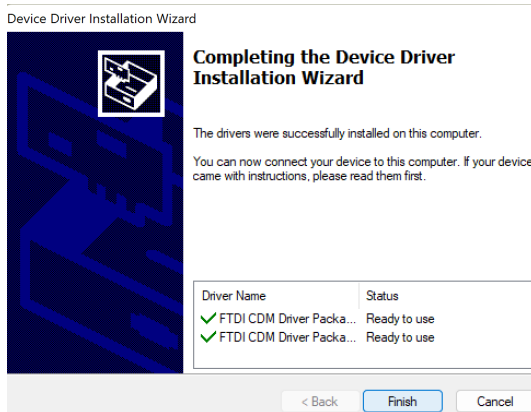 Device Driver Installation Wizard
Completing the Device Driver
Installation Wizard
The drivers were successfully installed on this computer.
You can now connect your device to this computer. If your device
came with instructions, please read them first.
Driver Name Status
FTDI CDM Driver Packa... Ready to use
FTDI CDM Driver Packa... Ready to use
< Back Finish Cancel